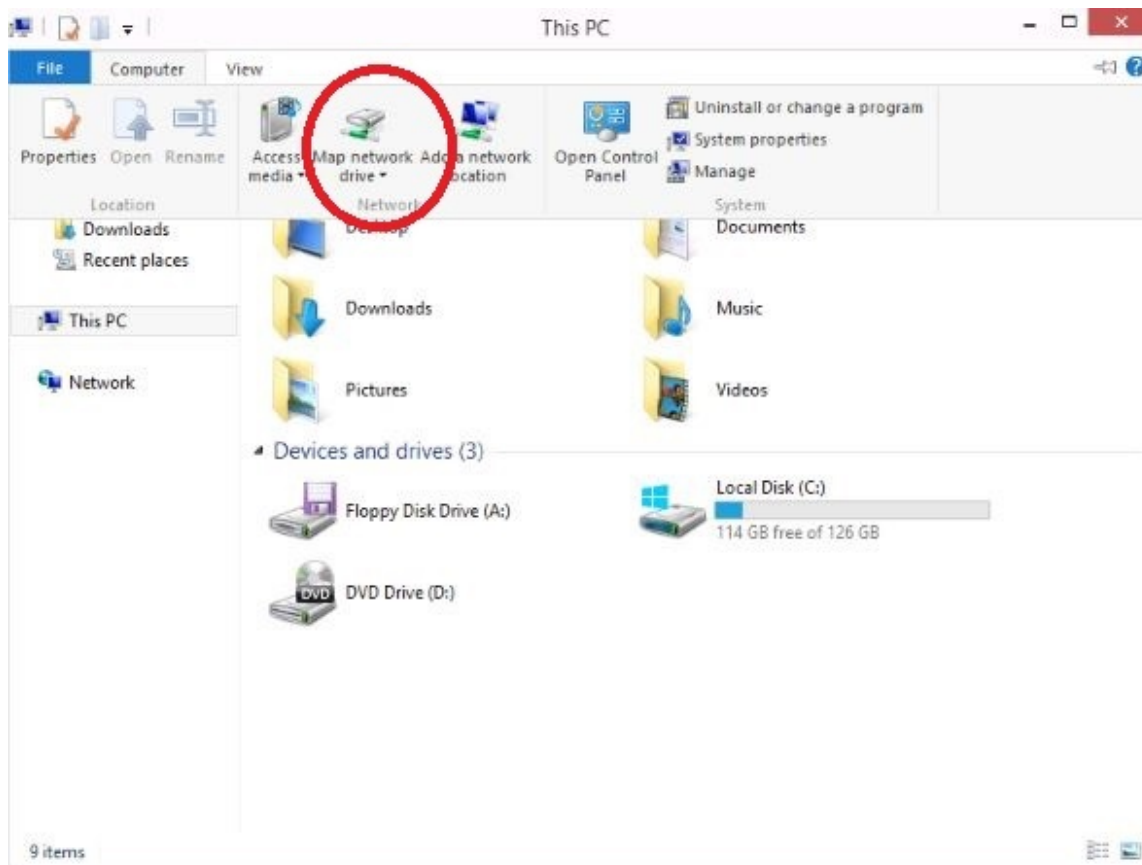 This PC
File Computer View
Properties Open Rename
Location
Access media
Map network drive
Add a network location
Network
Open Control Panel
Uninstall or change a program
System properties
Manage
System
Downloads
Recent places
This PC
Network
Desktop
Documents
Downloads
Music
Pictures
Videos
Devices and drives (3)
Floppy Disk Drive (A:)
Local Disk (C:)
114 GB free of 126 GB
DVD
DVD Drive (D:)
9 items